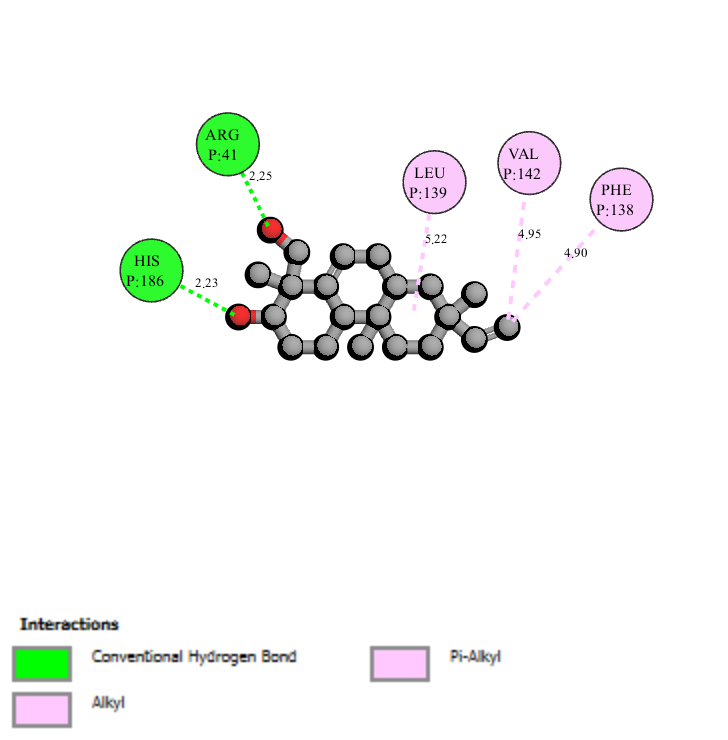 ARG
P:41
2,25
VAL
P:142
LEU
P:139
PHE
P:138
HIS
P:186
2,23
5,22
4,95
4,90
Interactions
Conventional Hydrogen Bond
Pi-Alkyl
Alkyl